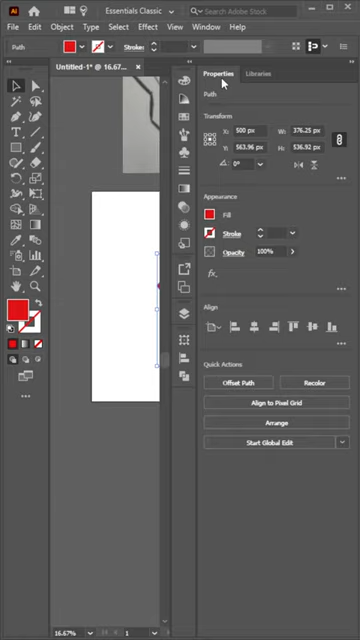 Ai
Essentials Classic
Search Adobe Stock
File Edit Object Type Select Effect View Window
Path
Stroke:
Untitled-1* @ 16.67...
Properties Libraries
Path
Transform
X: 500 px W: 376.25 px
Y: 563.96 px H: 536.92 px
0°
Appearance
Fill
Stroke
Opacity 100%
fx.
Align
Quick Actions
Offset Path Recolor
Align to Pixel Grid
Arrange
Start Global Edit
16.67% 1